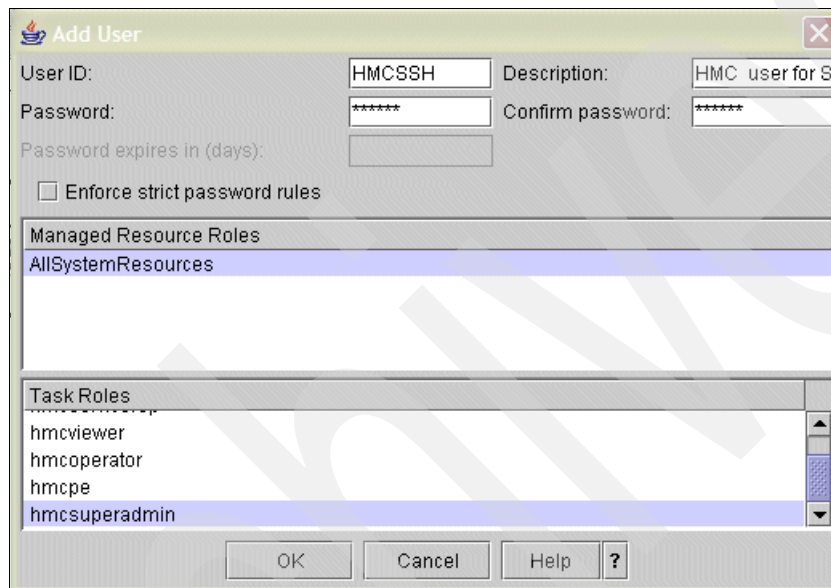 Add User
User ID: HMCSSH Description: HMC user for S
Password: ****** Confirm password: ******
Password expires in (days):
Enforce strict password rules
Managed Resource Roles
AllSystemResources
Task Roles
hmcviewer
hmcoperator
hmcpe
hmcsuperadmin
OK Cancel Help ?